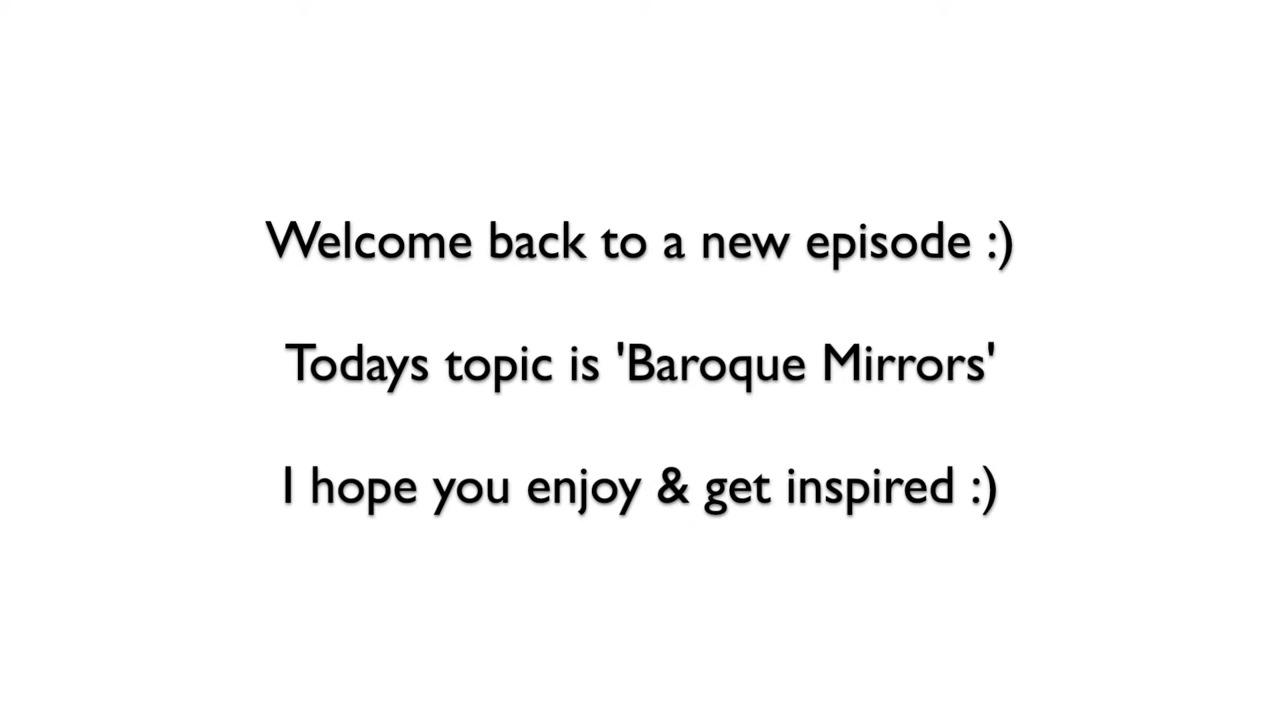 Welcome back to a new episode :)
Todays topic is 'Baroque Mirrors'
I hope you enjoy & get inspired :)